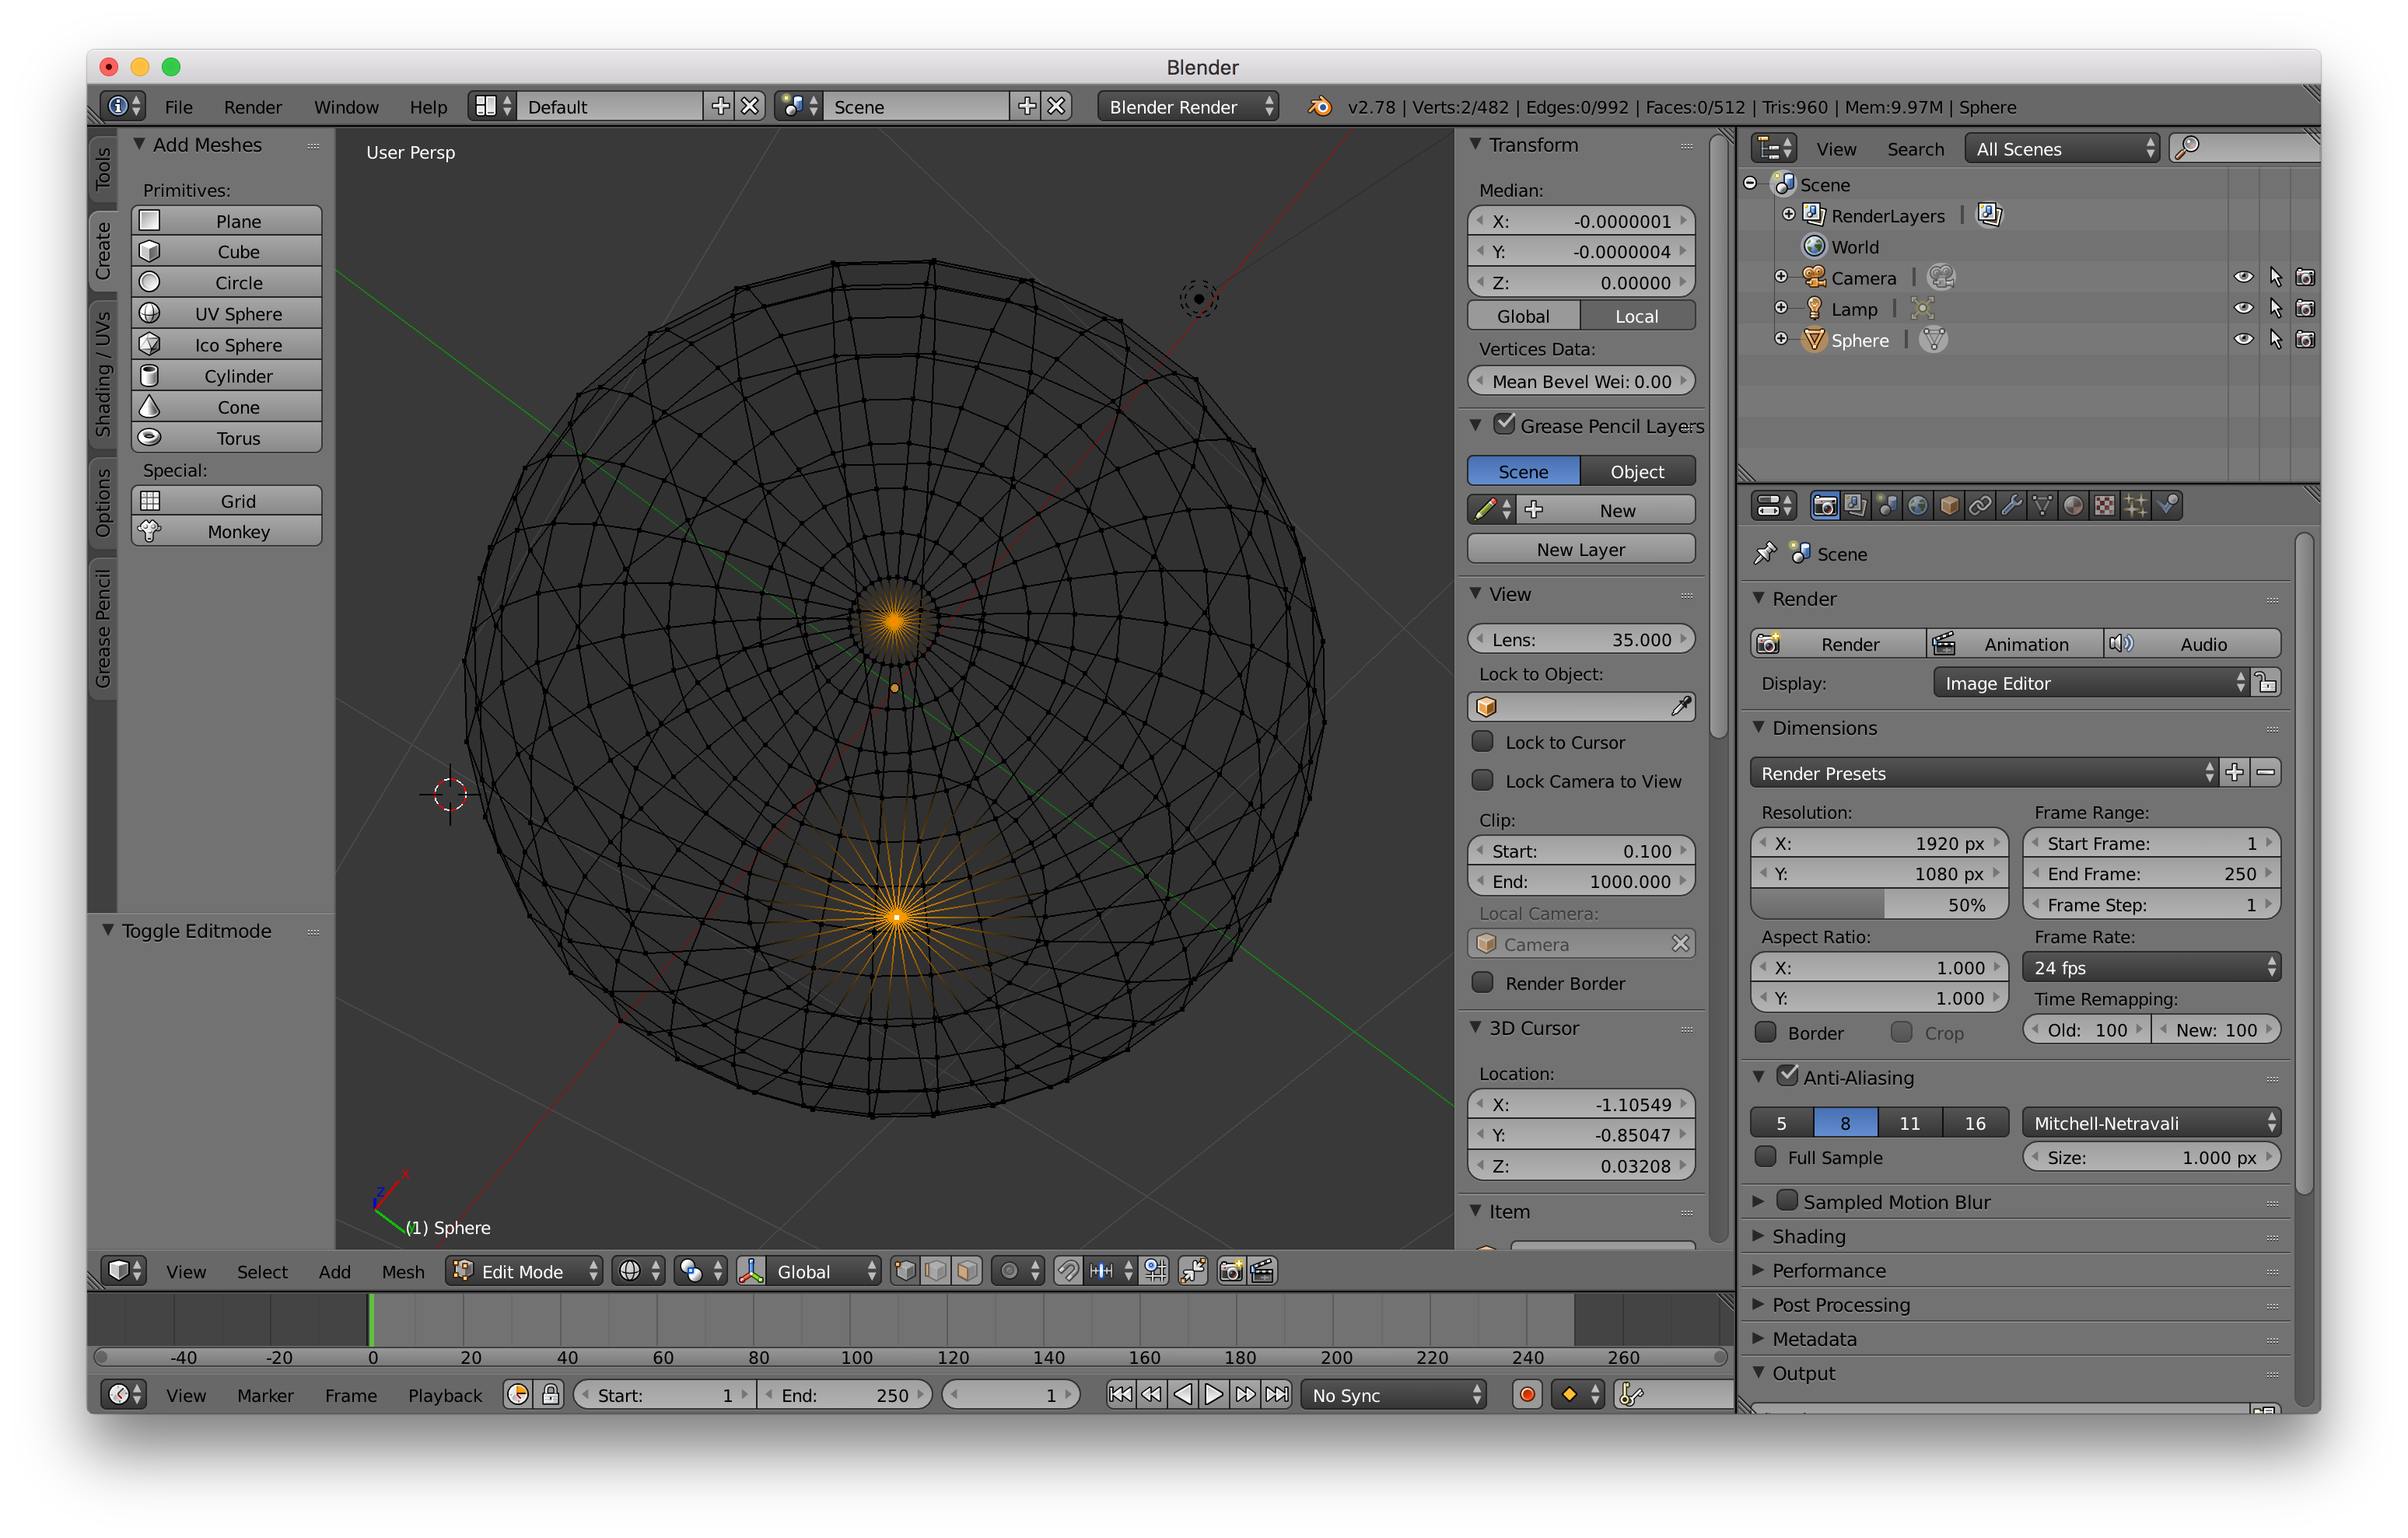 Blender
File Render Window Help Default Scene Blender Render v2.78 | Verts:2/482 | Edges:0/992 | Faces:0/512 | Tris:960 | Mem:9.97M | Sphere
Tools
Create
Shading / UVs
Options
Grease Pencil
Add Meshes
Primitives:
Plane
Cube
Circle
UV Sphere
Ico Sphere
Cylinder
Cone
Torus
Special:
Grid
Monkey
Toggle Editmode
User Persp
X
Z
(1) Sphere
Transform
Median:
X: -0.0000001
Y: -0.0000004
Z: 0.00000
Global Local
Vertices Data:
Mean Bevel Wei: 0.00
Grease Pencil Layers
Scene Object
New
New Layer
View
Lens: 35.000
Lock to Object:
Lock to Cursor
Lock Camera to View
Clip:
Start: 0.100
End: 1000.000
Local Camera:
Camera
Render Border
3D Cursor
Location:
X: -1.10549
Y: -0.85047
Z: 0.03208
Item
View Search All Scenes
Scene
RenderLayers
World
Camera
Lamp
Sphere
Scene
Render
Render Animation Audio
Display: Image Editor
Dimensions
Render Presets
Resolution: Frame Range:
X: 1920 px Start Frame: 1
Y: 1080 px End Frame: 250
50% Frame Step: 1
Aspect Ratio: Frame Rate:
X: 1.000 24 fps
Y: 1.000 Time Remapping:
Border Crop Old: 100 New: 100
Anti-Aliasing
5 8 11 16 Mitchell-Netravali
Full Sample Size: 1.000 px
Sampled Motion Blur
Shading
Performance
Post Processing
Metadata
Output
View Select Add Mesh Edit Mode Global
-40 -20 0 20 40 60 80 100 120 140 160 180 200 220 240 260
View Marker Frame Playback Start: 1 End: 250 1 No Sync